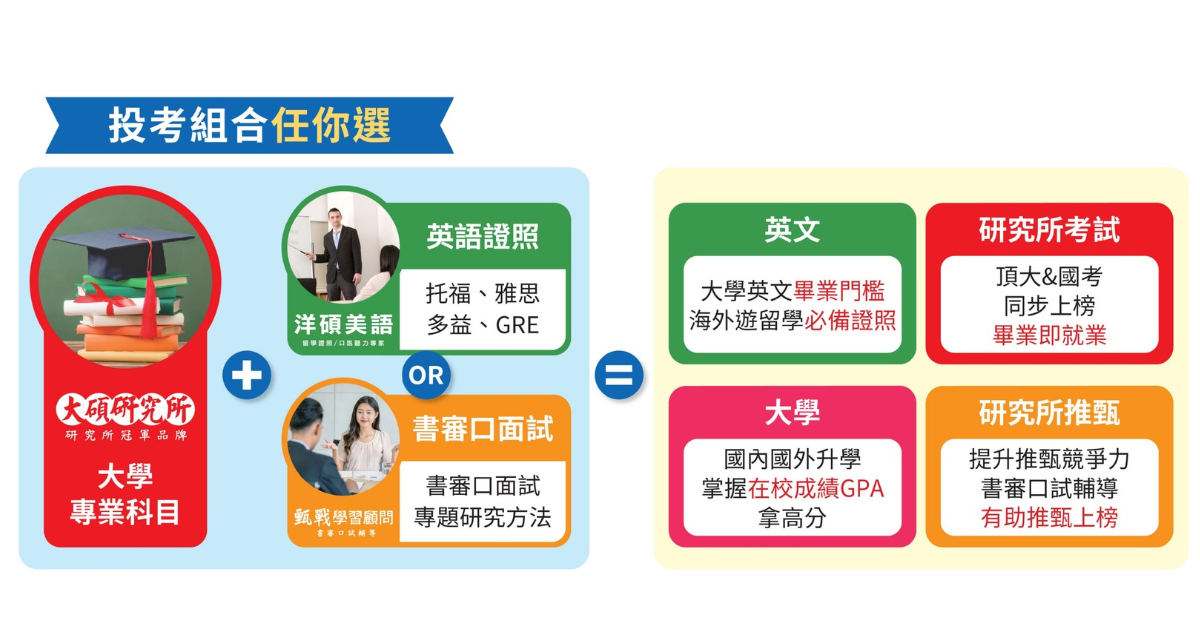 投考組合任你選
大碩研究所
研究所冠軍品牌
大學
專業科目
+
英語證照
托福、雅思
多益、GRE
洋碩美語
留學證照/口說聽力專家
OR
書審口面試
書審口面試
專題研究方法
甄戰學習顧問
書審口試輔導
=
英文
大學英文畢業門檻
海外遊留學必備證照
研究所考試
頂大&國考
同步上榜
畢業即就業
大學
國內國外升學
掌握在校成績GPA
拿高分
研究所推甄
提升推甄競爭力
書審口試輔導
有助推甄上榜